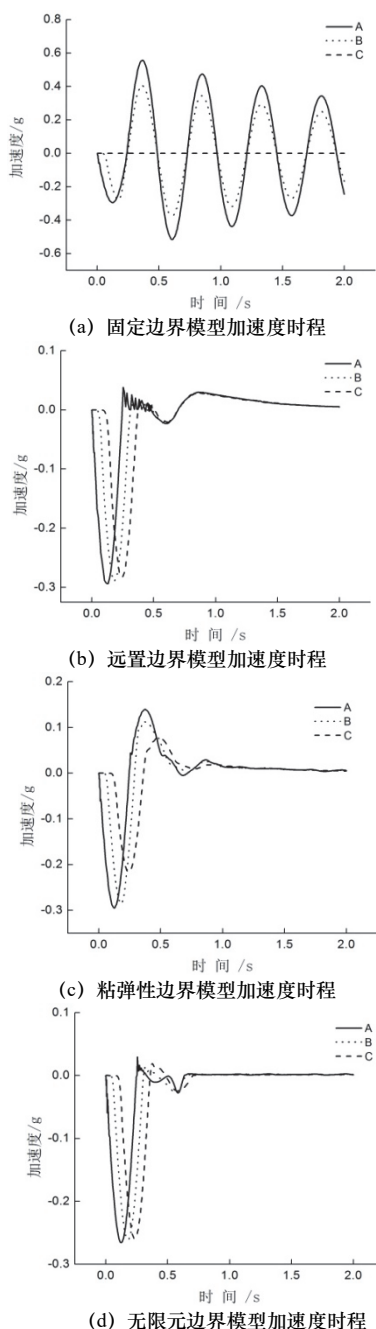 0.8
0.6
0.4
0.2
0.0
-0.2
-0.4
-0.6
加速度/g
A
B
C
0.0 0.5 1.0 1.5 2.0
时 间 /s
(a) 固定边界模型加速度时程
0.1
0.0
-0.1
-0.2
-0.3
加速度/g
A
B
C
0.0 0.5 1.0 1.5 2.0
时 间 /s
(b) 远置边界模型加速度时程
0.2
0.1
0.0
-0.1
-0.2
-0.3
加速度/g
A
B
C
0.0 0.5 1.0 1.5 2.0
时 间 /s
(c) 粘弹性边界模型加速度时程
0.1
0.0
-0.1
-0.2
-0.3
加速度/g
A
B
C
0.0 0.5 1.0 1.5 2.0
时 间 /s
(d) 无限元边界模型加速度时程